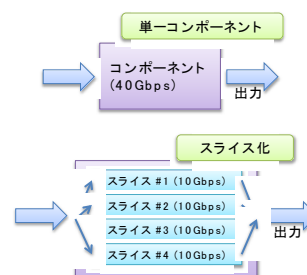 単一コンポーネント
コンポーネント
(40Gbps)
出力
スライス化
スライス #1 (10Gbps)
スライス #2 (10Gbps)
スライス #3 (10Gbps)
スライス #4 (10Gbps)
出力